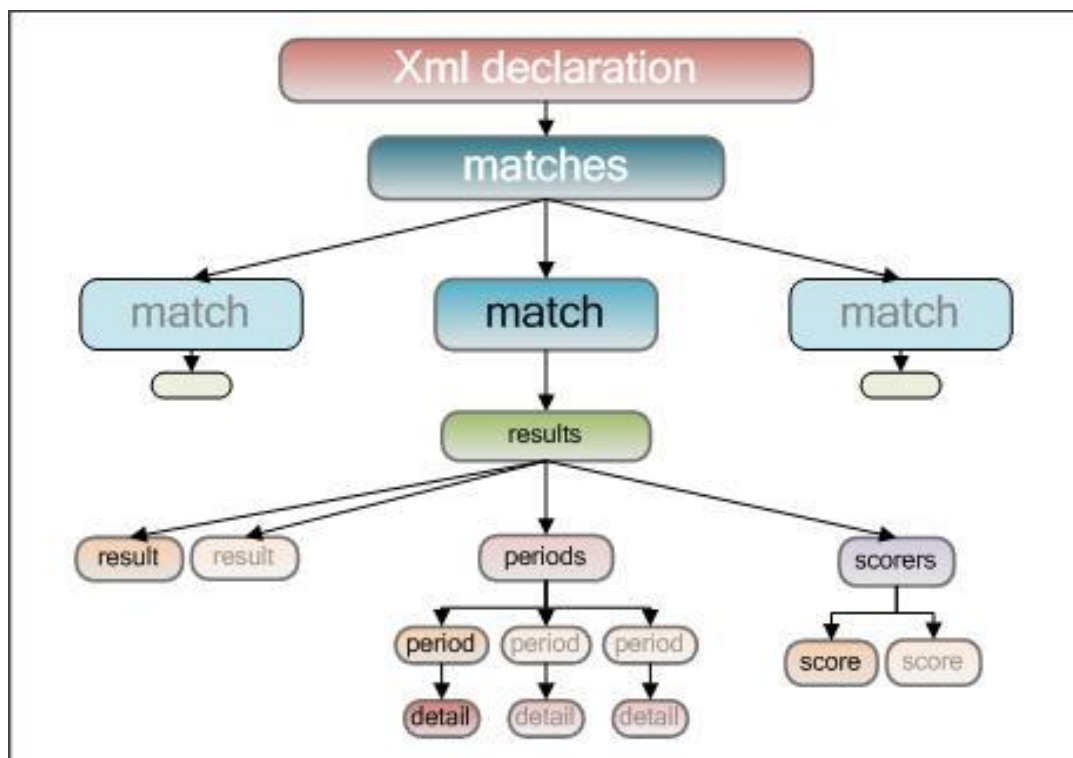 Xml declaration
matches
match match match
results
result result periods scorers
period period period
score score
detail detail detail